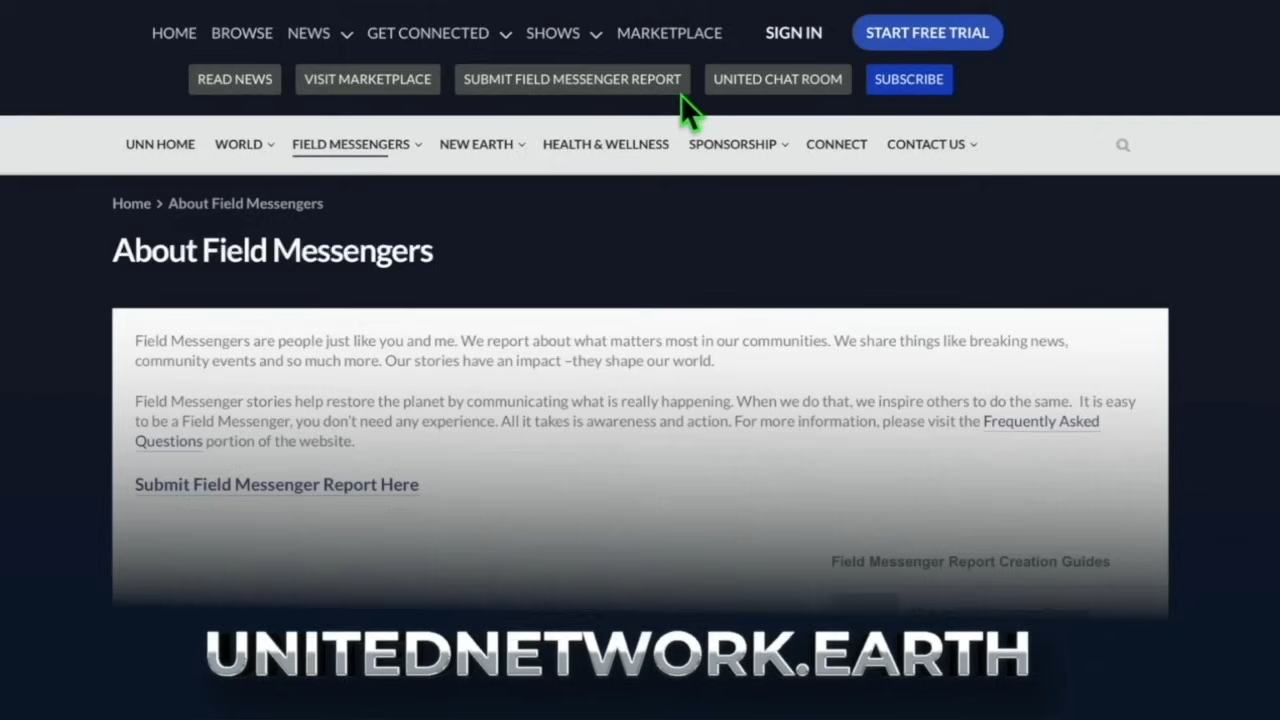 HOME BROWSE NEWS GET CONNECTED SHOWS MARKETPLACE SIGN IN START FREE TRIAL
READ NEWS VISIT MARKETPLACE SUBMIT FIELD MESSENGER REPORT UNITED CHAT ROOM SUBSCRIBE
UNN HOME WORLD FIELD MESSENGERS NEW EARTH HEALTH & WELLNESS SPONSORSHIP CONNECT CONTACT US
Home > About Field Messengers
About Field Messengers
Field Messengers are people just like you and me. We report about what matters most in our communities. We share things like breaking news,
community events and so much more. Our stories have an impact –they shape our world.
Field Messenger stories help restore the planet by communicating what is really happening. When we do that, we inspire others to do the same. It is easy
to be a Field Messenger, you don't need any experience. All it takes is awareness and action. For more information, please visit the Frequently Asked
Questions portion of the website.
Submit Field Messenger Report Here
Field Messenger Report Creation Guides
UNITEDNETWORK.EARTH